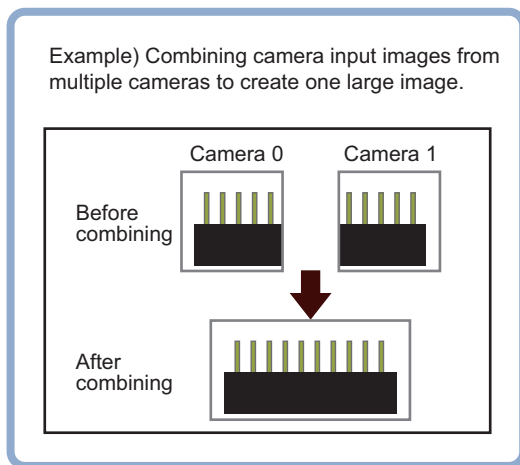 Example) Combining camera input images from
multiple cameras to create one large image.
Camera 0
Camera 1
Before
combining
After
combining